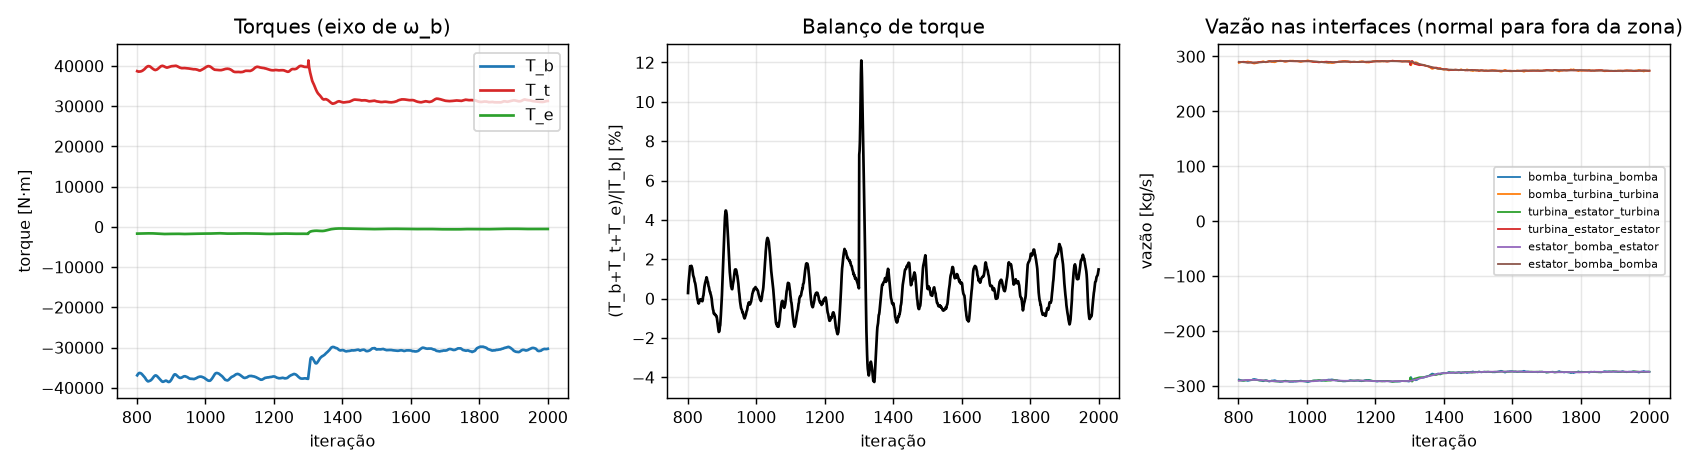 Torques (eixo de ω_b)
torque [N·m]
40000
30000
20000
10000
0
−10000
−20000
−30000
−40000
T_b
T_t
T_e
800 1000 1200 1400 1600 1800 2000
iteração
Balanço de torque
(T_b+T_t+T_e)/|T_b| [%]
12
10
8
6
4
2
0
−2
−4
800 1000 1200 1400 1600 1800 2000
iteração
Vazão nas interfaces (normal para fora da zona)
vazão [kg/s]
300
200
100
0
−100
−200
−300
bomba_turbina_bomba
bomba_turbina_turbina
turbina_estator_turbina
turbina_estator_estator
estator_bomba_estator
estator_bomba_bomba
800 1000 1200 1400 1600 1800 2000
iteração